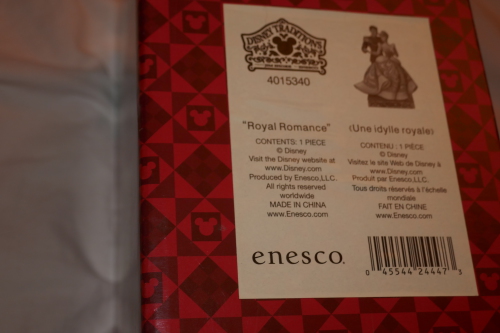 DISNEY TRADITIONS
4015340
"Royal Romance"
CONTENTS: 1 PIECE
© Disney
Visit the Disney website at
www.Disney.com
Produced by Enesco,LLC.
All rights reserved
worldwide
MADE IN CHINA
www.Enesco.com
(Une idylle royale)
CONTENU : 1 PIÈCE
© Disney
Visitez le site Web de Disney à
www.Disney.com
Produit par Enesco,LLC.
Tous droits réservés à l'échelle
mondiale
FAIT EN CHINE
www.Enesco.com
enesco.
0 45544 24447 5